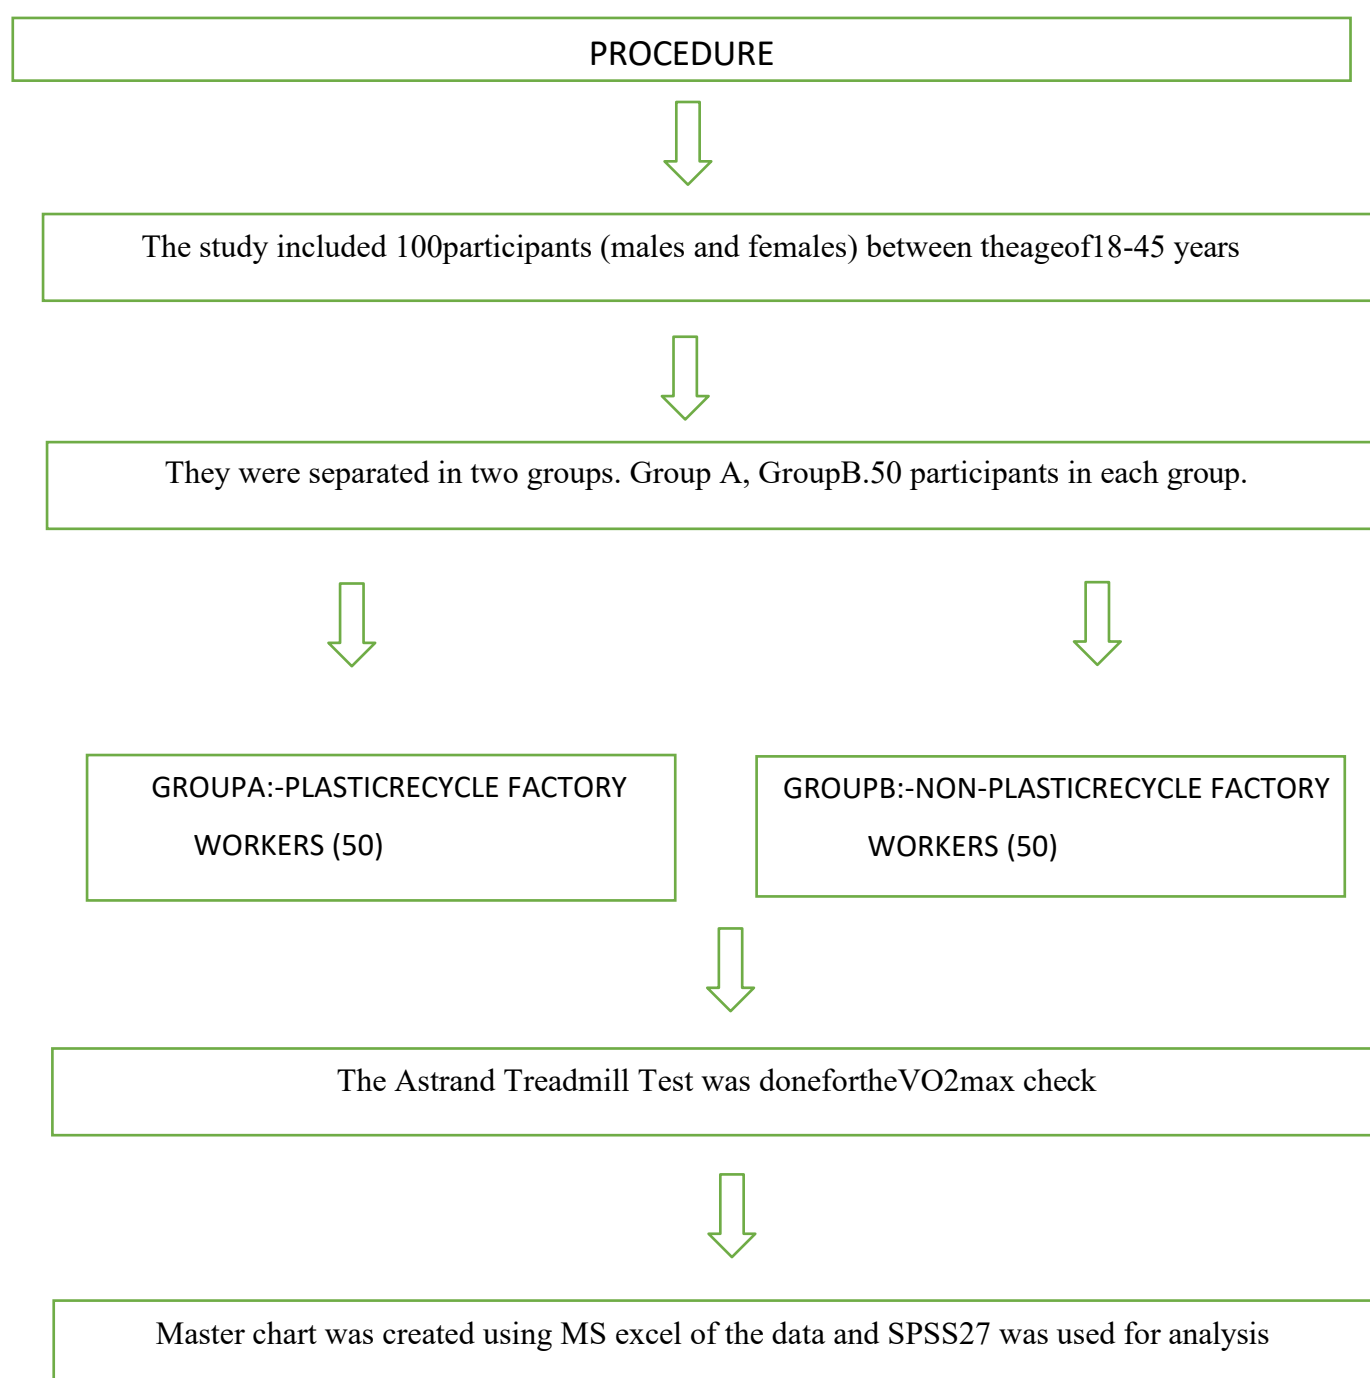 PROCEDURE
The study included 100participants (males and females) between theageof18-45 years
They were separated in two groups. Group A, GroupB.50 participants in each group.
GROUPA:-PLASTICRECYCLE FACTORY
WORKERS (50)
GROUPB:-NON-PLASTICRECYCLE FACTORY
WORKERS (50)
The Astrand Treadmill Test was donefortheVO2max check
Master chart was created using MS excel of the data and SPSS27 was used for analysis